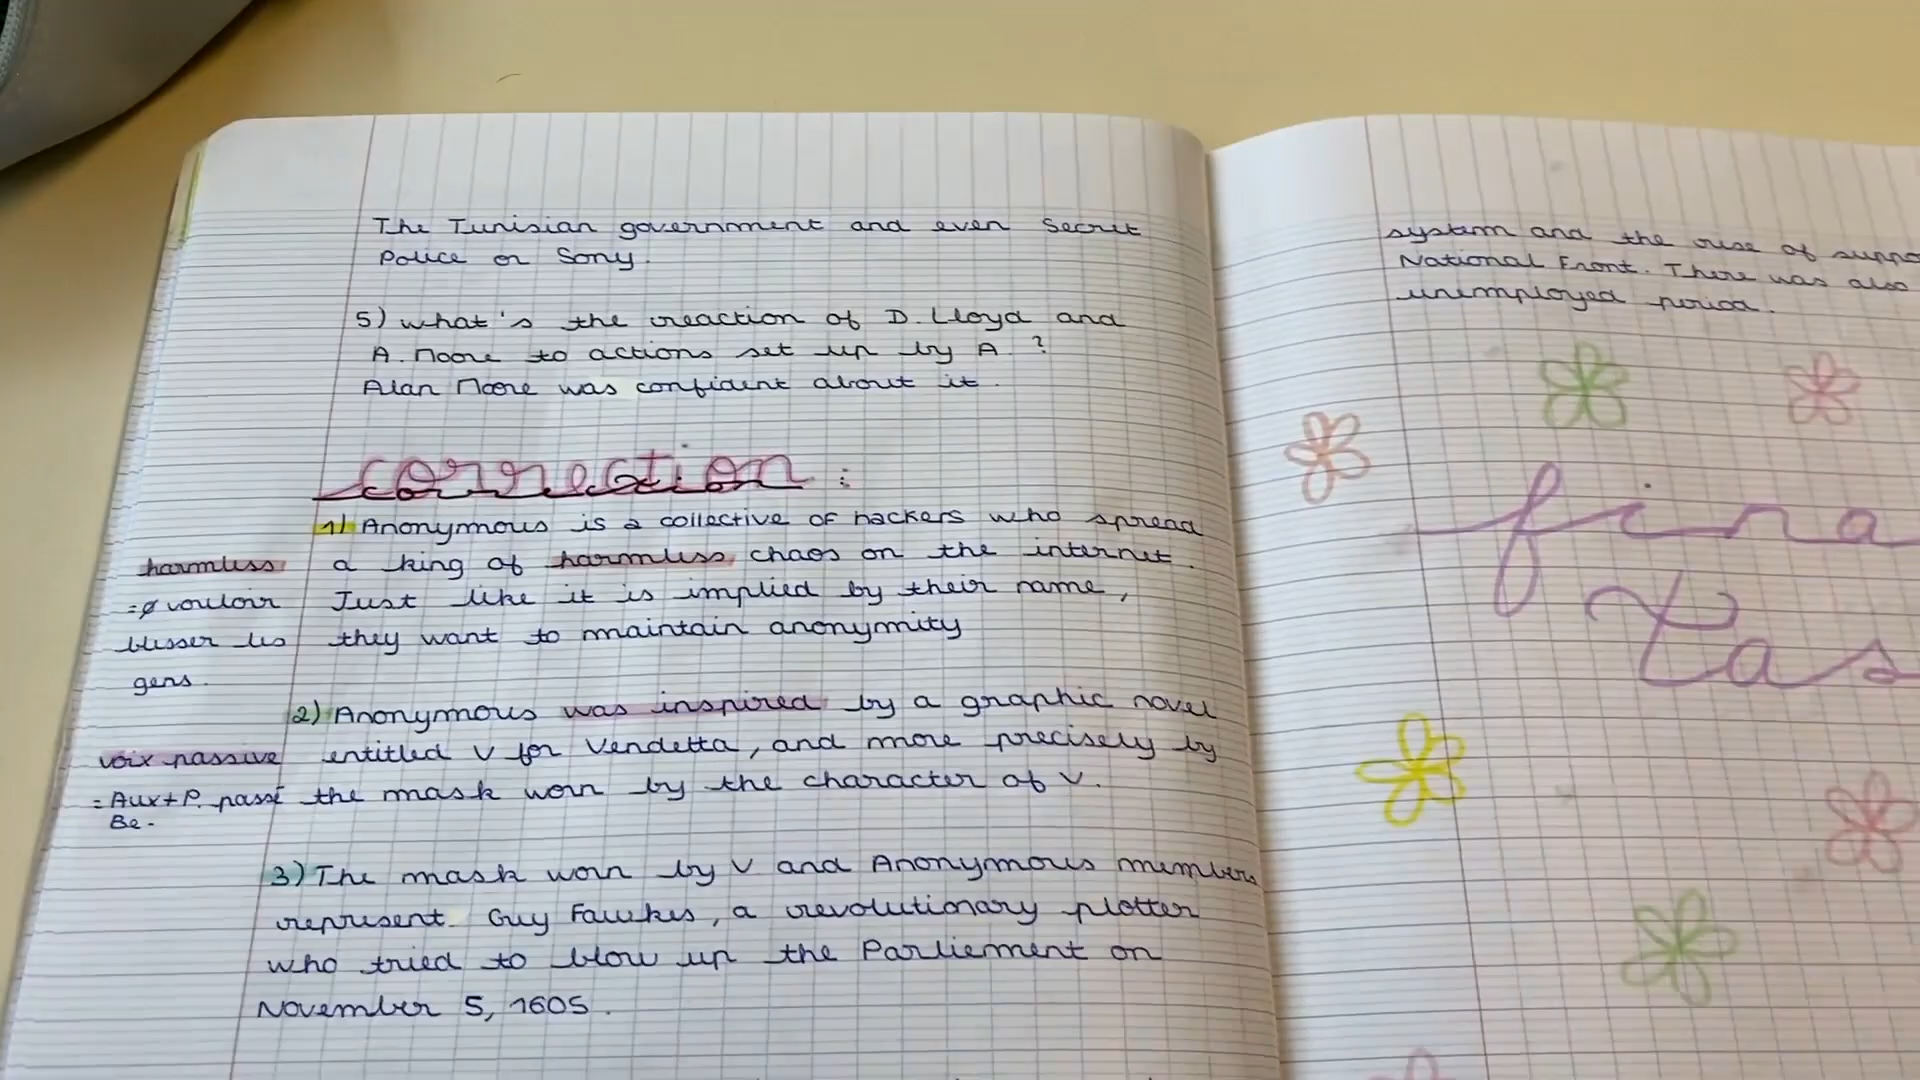 The Tunisian government and even Secret
Police or Sony.
5) what's the reaction of D. Lloyd and
A. Moore to actions set up by A. ?
Alan Moore was confident about it.
correction :
1) Anonymous is a collective of hackers who spread
harmless a king of harmless chaos on the internet.
=ø vouloir Just like it is implied by their name,
blesser les they want to maintain anonymity
gens.
2) Anonymous was inspired by a graphic novel
voix passive entitled V for Vendetta, and more precisely by
= Aux + P. passé the mask worn by the character of V.
Be.
3) The mask worn by V and Anonymous members
represent Guy Fawkes, a revolutionary plotter
who tried to blow up the Parliement on
November 5, 1605.
system and the rise of suppo
National Front. There was also
unemployed period.
fina
Tas